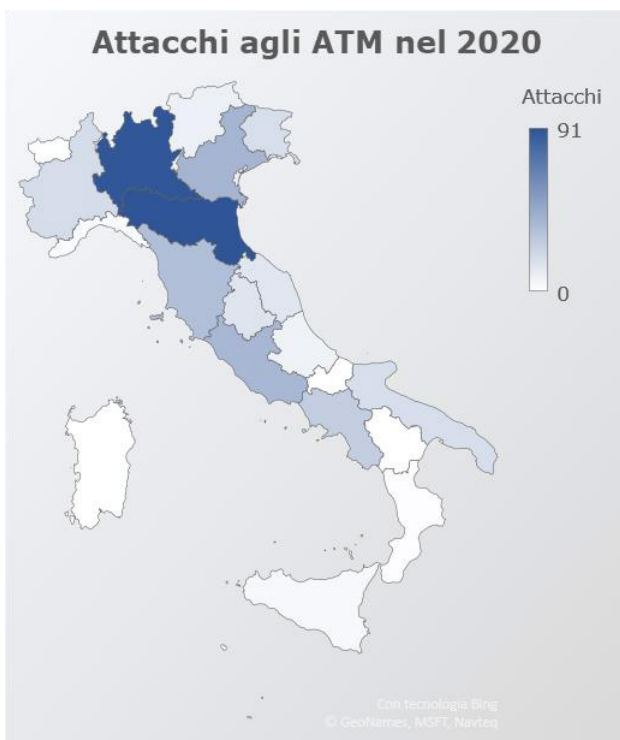 Attacchi agli ATM nel 2020
Attacchi
91
0
Con tecnologia Bing
© GeoNames, MSFT, Navteq